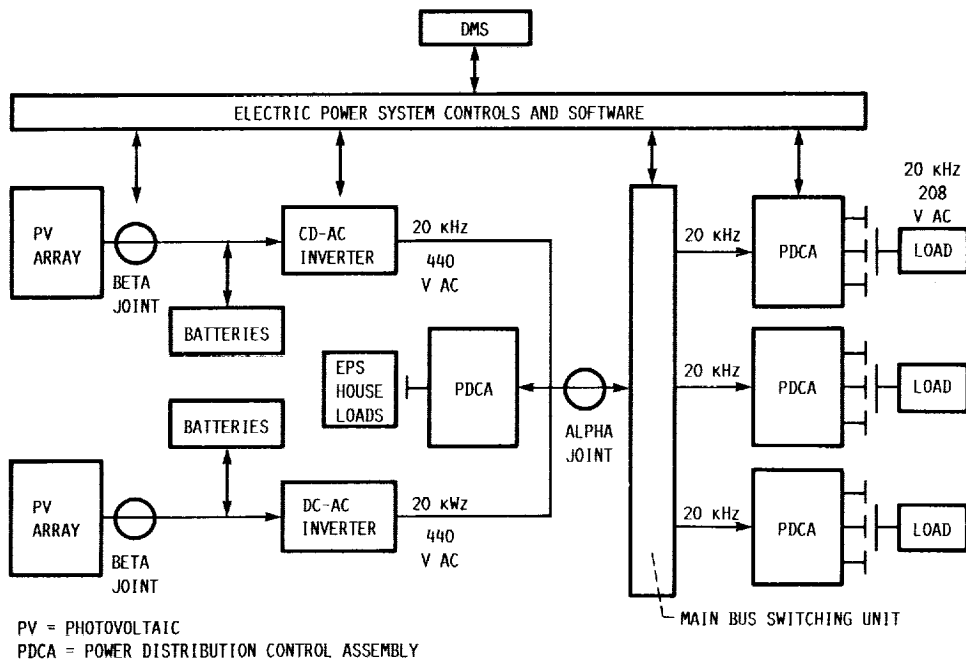 DMS
ELECTRIC POWER SYSTEM CONTROLS AND SOFTWARE
PV
ARRAY
BETA
JOINT
BATTERIES
CD-AC
INVERTER
20 KHZ
440
V AC
EPS
HOUSE
LOADS
PDCA
ALPHA
JOINT
BATTERIES
PV
ARRAY
BETA
JOINT
DC-AC
INVERTER
20 KWZ
440
V AC
20 KHZ
PDCA
20 KHZ
208
V AC
LOAD
20 KHZ
PDCA
LOAD
20 KHZ
PDCA
LOAD
MAIN BUS SWITCHING UNIT
PV = PHOTOVOLTAIC
PDCA = POWER DISTRIBUTION CONTROL ASSEMBLY